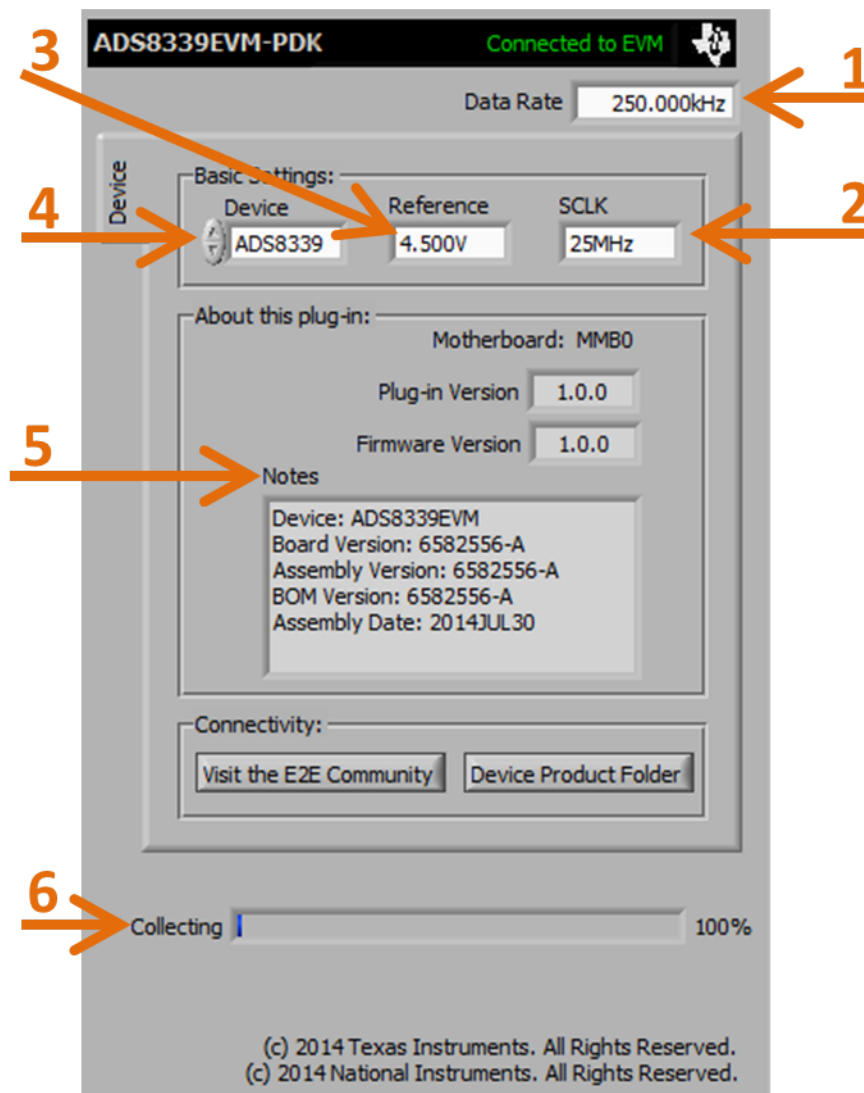 ADS8339EVM-PDK Connected to EVM
3
1
Data Rate 250.000kHz
Device
Basic Settings:
4
2
Device Reference SCLK
ADS8339 4.500V 25MHz
About this plug-in:
Motherboard: MMB0
Plug-in Version 1.0.0
Firmware Version 1.0.0
5
Notes
Device: ADS8339EVM
Board Version: 6582556-A
Assembly Version: 6582556-A
BOM Version: 6582556-A
Assembly Date: 2014JUL30
Connectivity:
Visit the E2E Community Device Product Folder
6
Collecting 100%
(c) 2014 Texas Instruments. All Rights Reserved.
(c) 2014 National Instruments. All Rights Reserved.